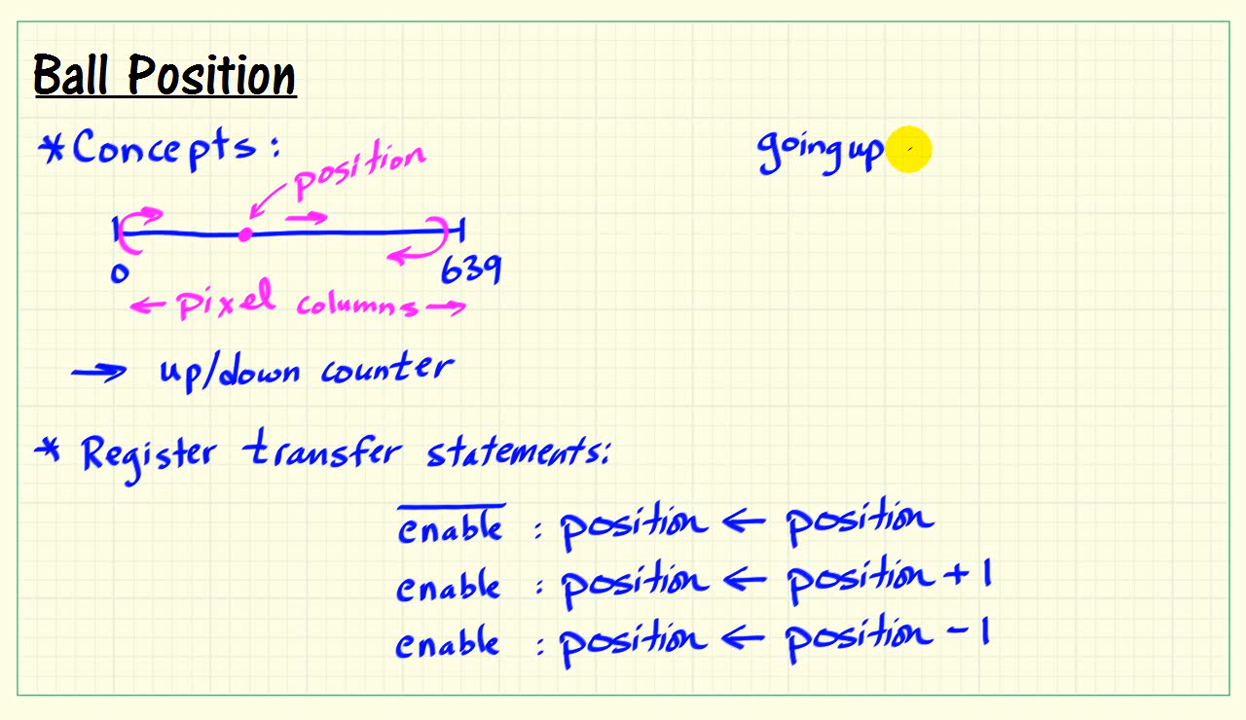 Ball Position
*Concepts:
going up
position
0
639
← pixel columns →
→ up/down counter
* Register transfer statements:
e̅n̅a̅b̅l̅e̅ : position ← position
enable : position ← position + 1
enable : position ← position - 1